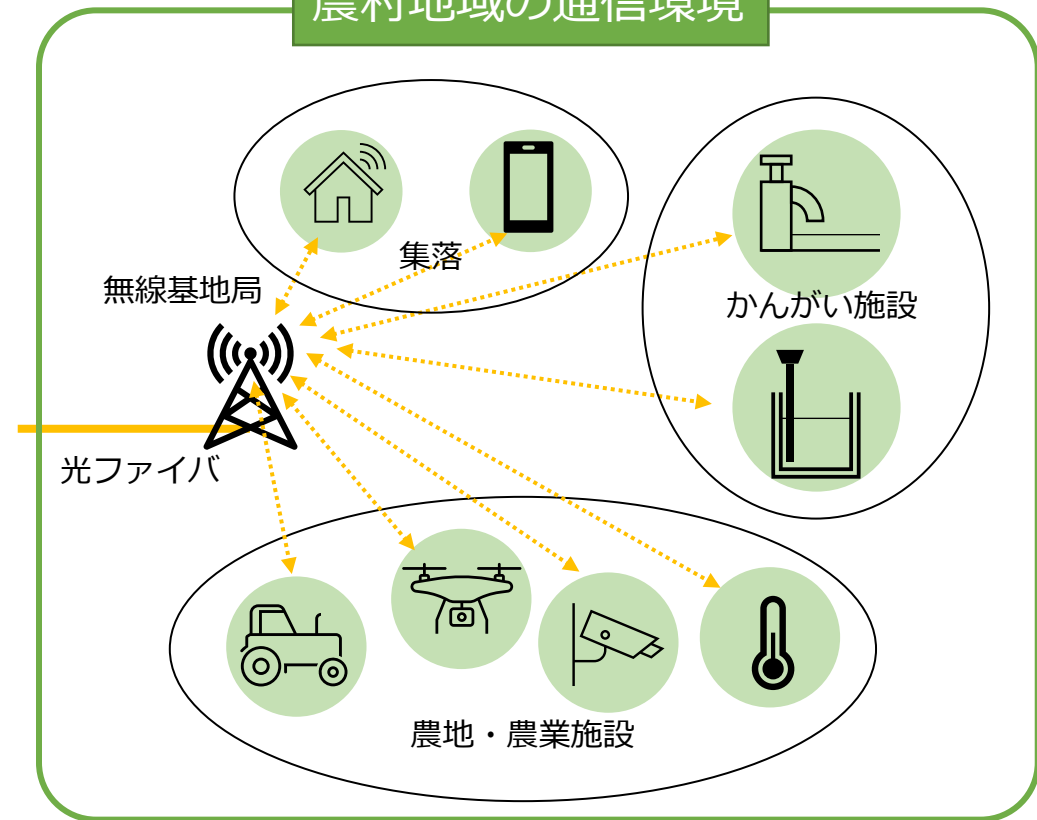 農村地域の通信環境
集落
無線基地局
かんがい施設
光ファイバ
農地・農業施設